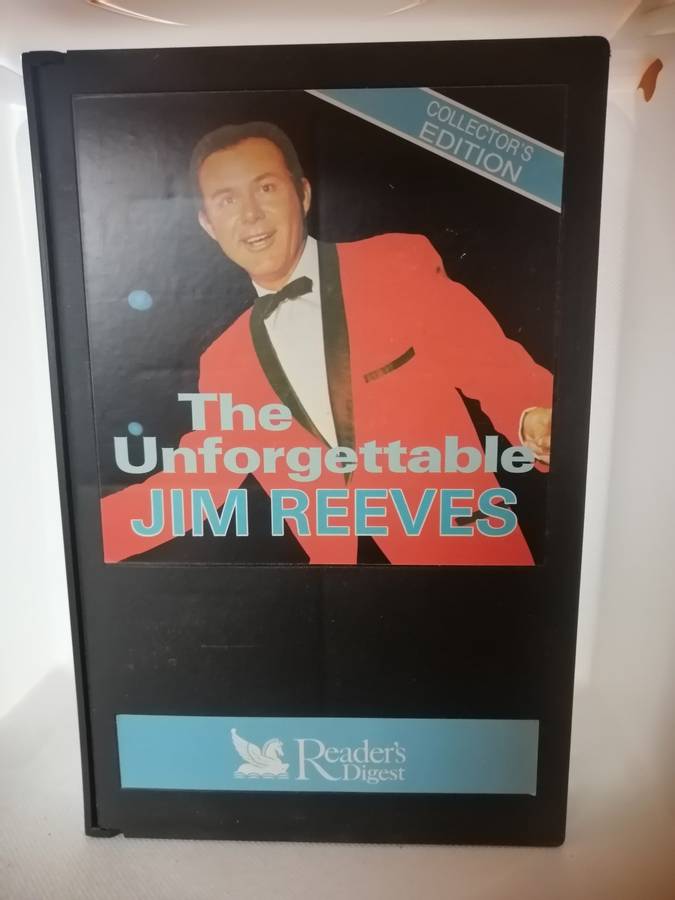 COLLECTOR'S
EDITION
The
Unforgettable
JIM REEVES
Reader's
Digest